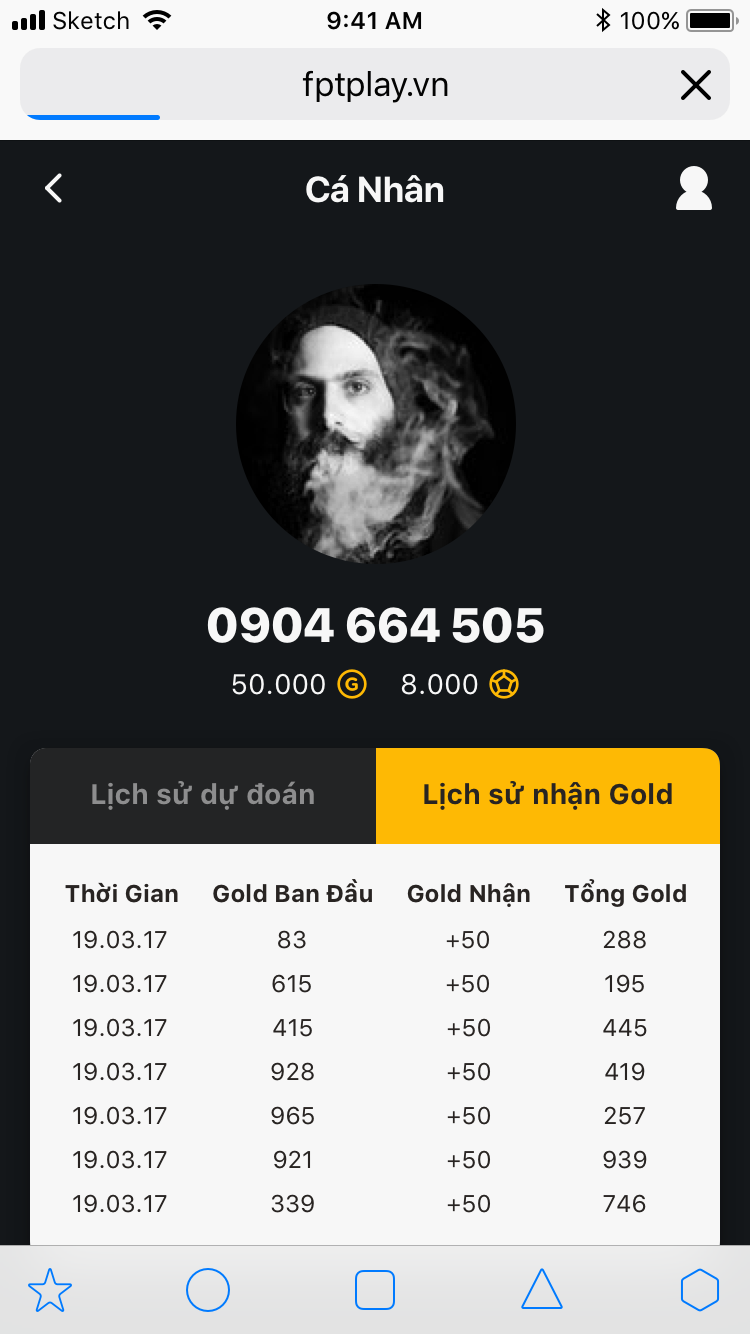 Sketch 9:41 AM 100%
fptplay.vn
Cá Nhân
0904 664 505
50.000 G 8.000
Lịch sử dự đoán Lịch sử nhận Gold
Thời Gian Gold Ban Đầu Gold Nhận Tổng Gold
19.03.17 83 +50 288
19.03.17 615 +50 195
19.03.17 415 +50 445
19.03.17 928 +50 419
19.03.17 965 +50 257
19.03.17 921 +50 939
19.03.17 339 +50 746